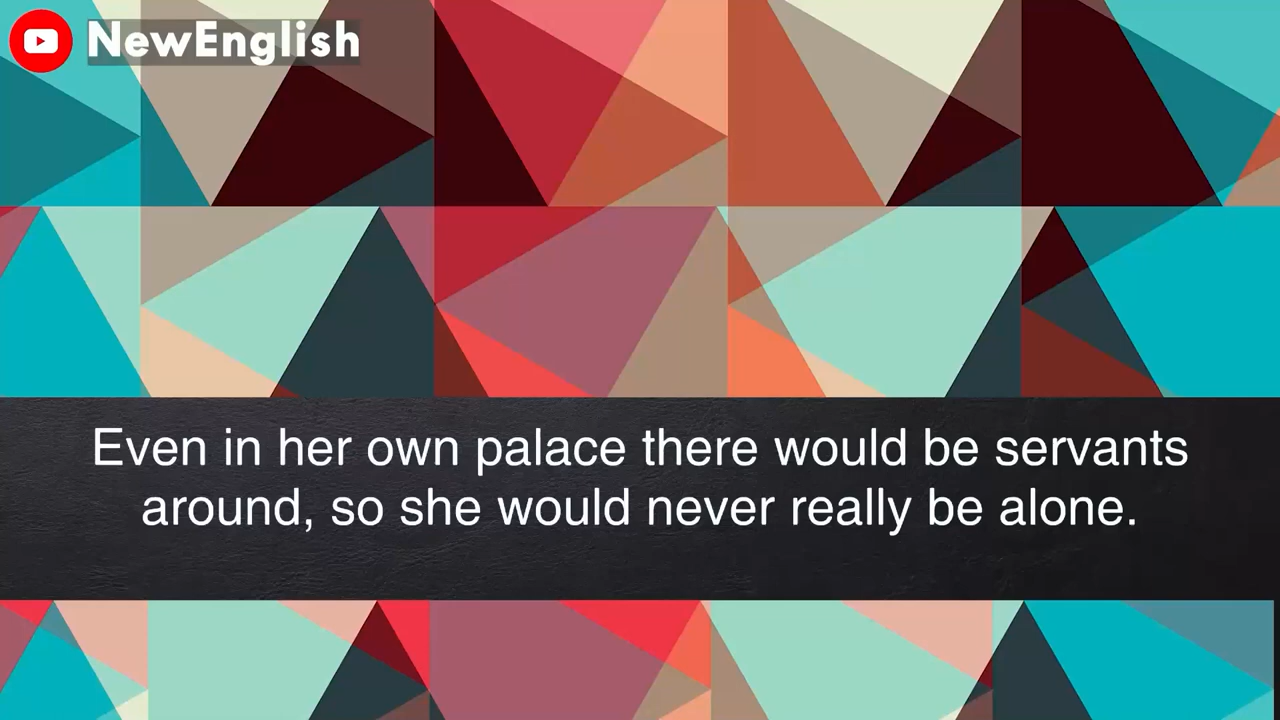 NewEnglish
Even in her own palace there would be servants
around, so she would never really be alone.